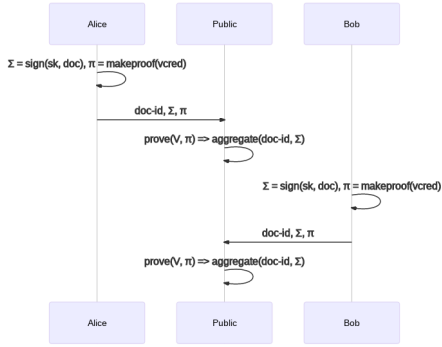 Alice
Public
Bob
Σ = sign(sk, doc), π = makeproof(vcred)
doc-id, Σ, π
prove(V, π) => aggregate(doc-id, Σ)
Σ = sign(sk, doc), π = makeproof(vcred)
doc-id, Σ, π
prove(V, π) => aggregate(doc-id, Σ)
Alice
Public
Bob